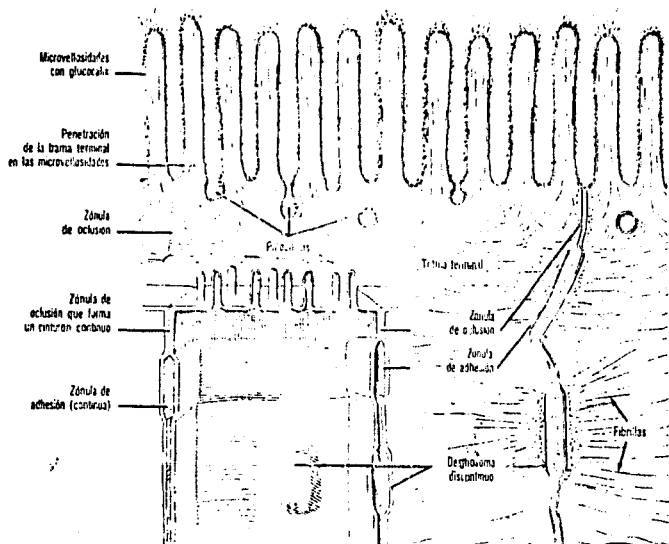 Microvellosidades
con glucocalix
Penetración
de la trama terminal
en las microvellosidades
Zónula
de oclusión
Trama terminal
Zónula de
oclusión que forma
un cinturón continuo
Zónula
de oclusión
Zónula
de adhesión
Zónula de
adhesión (continua)
Fibrillas
Desmosoma
discontinuo